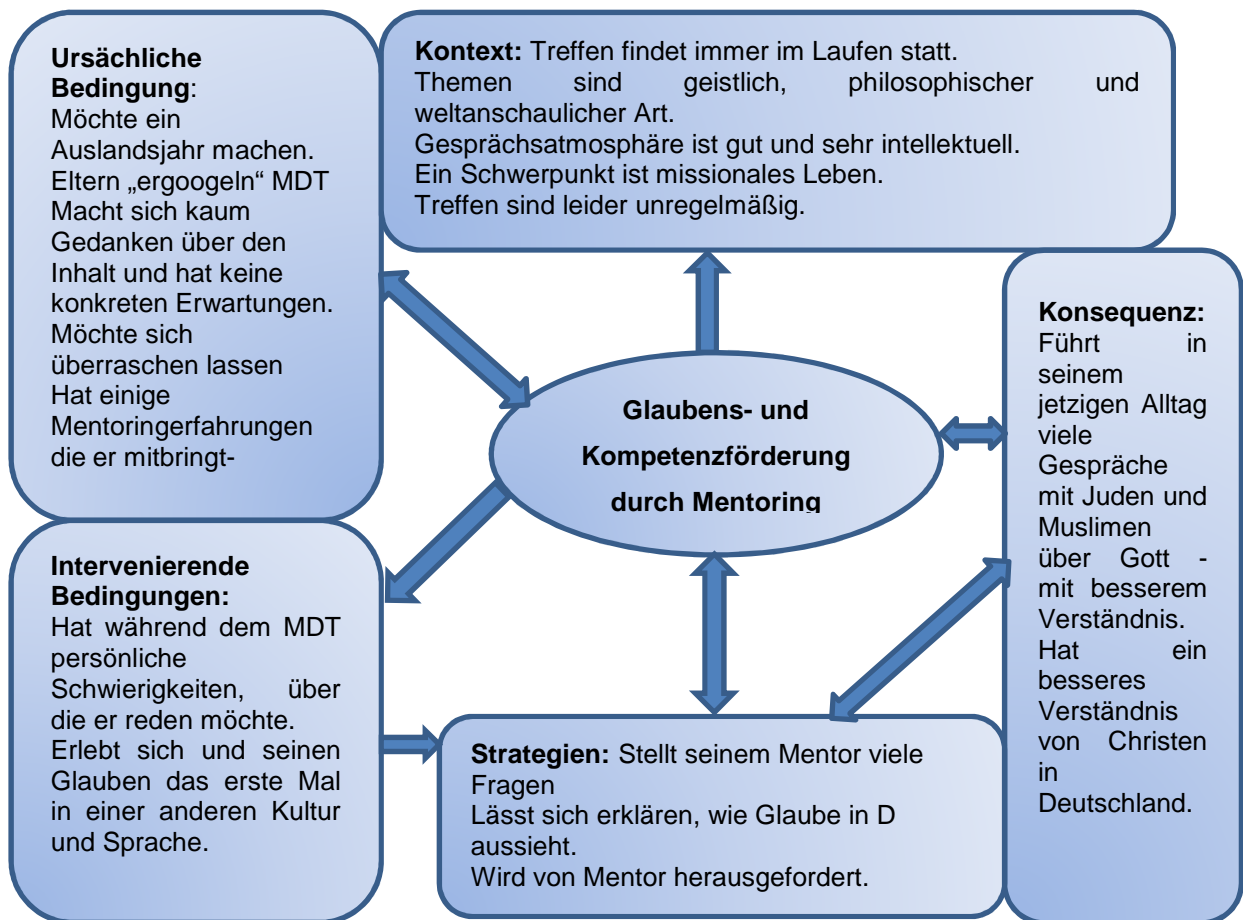 Ursächliche
Bedingung:
Möchte ein
Auslandsjahr machen.
Eltern „ergoogeln“ MDT
Macht sich kaum
Gedanken über den
Inhalt und hat keine
konkreten Erwartungen.
Möchte sich
überraschen lassen
Hat einige
Mentoringerfahrungen
die er mitbringt-
Kontext: Treffen findet immer im Laufen statt.
Themen sind geistlich, philosophischer und
weltanschaulicher Art.
Gesprächsatmosphäre ist gut und sehr intellektuell.
Ein Schwerpunkt ist missionales Leben.
Treffen sind leider unregelmäßig.
Glaubens- und
Kompetenzförderung
durch Mentoring
Konsequenz:
Führt in
seinem
jetzigen Alltag
viele
Gespräche
mit Juden und
Muslimen
über Gott -
mit besserem
Verständnis.
Hat ein
besseres
Verständnis
von Christen
in
Deutschland.
Intervenierende
Bedingungen:
Hat während dem MDT
persönliche
Schwierigkeiten, über
die er reden möchte.
Erlebt sich und seinen
Glauben das erste Mal
in einer anderen Kultur
und Sprache.
Strategien: Stellt seinem Mentor viele
Fragen
Lässt sich erklären, wie Glaube in D
aussieht.
Wird von Mentor herausgefordert.